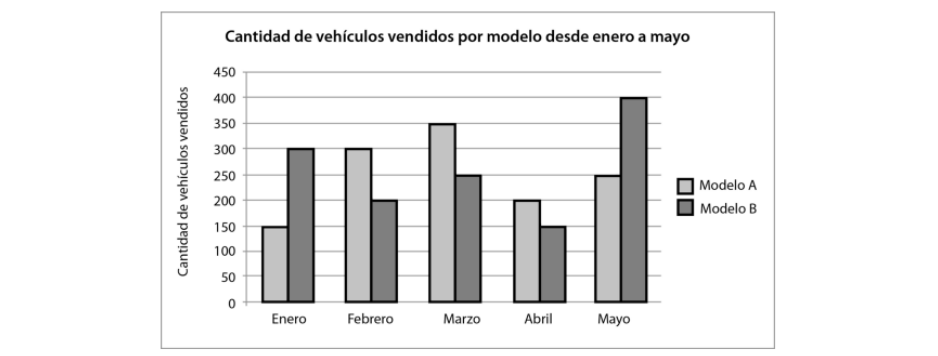 Cantidad de vehículos vendidos por modelo desde enero a mayo
Cantidad de vehículos vendidos
450
400
350
300
250
200
150
100
50
0
Enero Febrero Marzo Abril Mayo
Modelo A
Modelo B